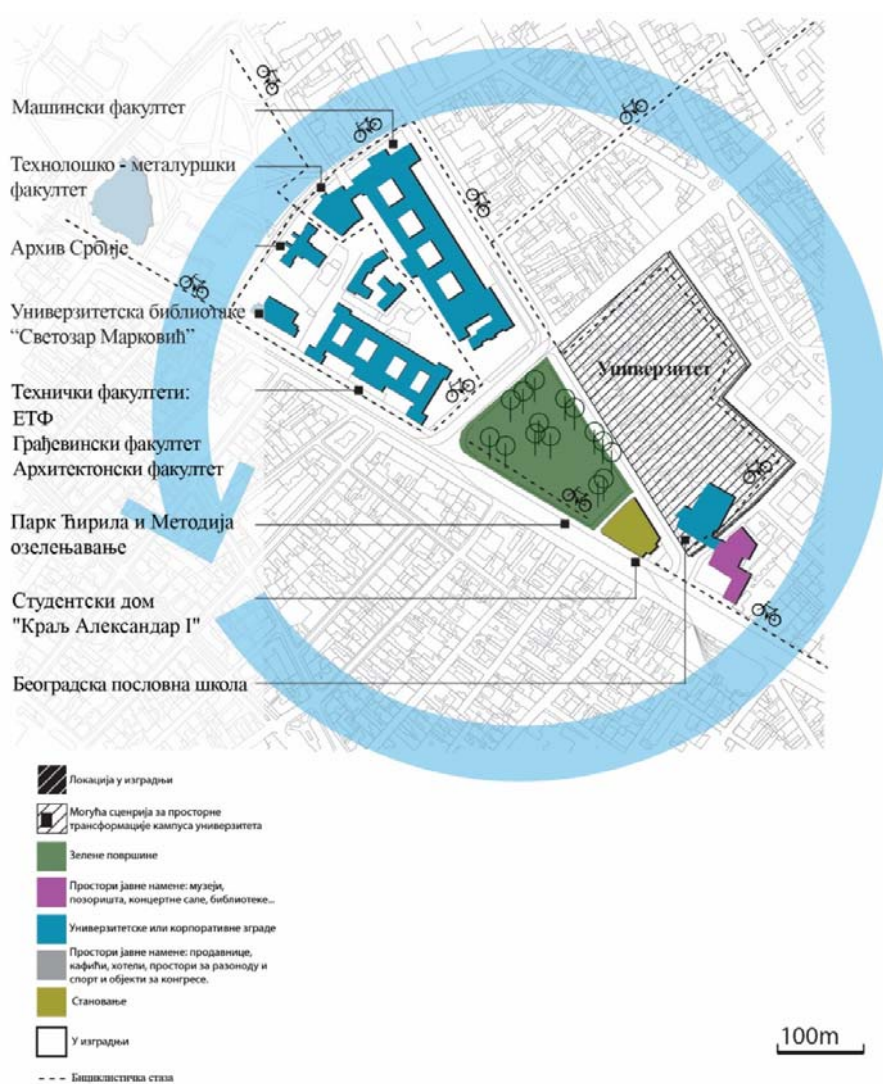 Машински факултет
Технолошко - металуршки
факултет
Архив Србије
Универзитетска библиотаке
“Светозар Марковић”
Универзитет
Технички факултети:
ЕТФ
Грађевински факултет
Архитектонски факултет
Парк Ћирила и Методија
озелењавање
Студентски дом
"Краљ Александар I"
Београдска пословна школа
Локација у изградњи
Могућа сценрија за просторне
трансформације кампуса универзитета
Зелене површине
Простори јавне намене: музеји,
позоришта, концертне сале, библиотеке...
Универзитетске или корпоративне зграде
Простори јавне намене: продавнице,
кафићи, хотели, простори за разоноду и
спорт и објекти за конгресе.
Становање
У изградњи
Бициклистичка стаза
100m